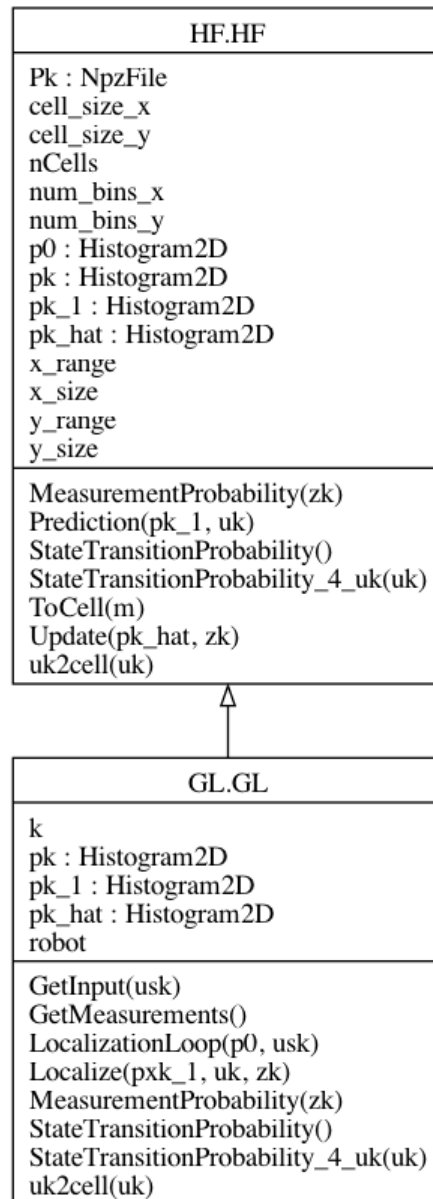 HF.HF
Pk : NpzFile
cell_size_x
cell_size_y
nCells
num_bins_x
num_bins_y
p0 : Histogram2D
pk : Histogram2D
pk_1 : Histogram2D
pk_hat : Histogram2D
x_range
x_size
y_range
y_size
MeasurementProbability(zk)
Prediction(pk_1, uk)
StateTransitionProbability()
StateTransitionProbability_4_uk(uk)
ToCell(m)
Update(pk_hat, zk)
uk2cell(uk)
GL.GL
k
pk : Histogram2D
pk_1 : Histogram2D
pk_hat : Histogram2D
robot
GetInput(usk)
GetMeasurements()
LocalizationLoop(p0, usk)
Localize(pxk_1, uk, zk)
MeasurementProbability(zk)
StateTransitionProbability()
StateTransitionProbability_4_uk(uk)
uk2cell(uk)